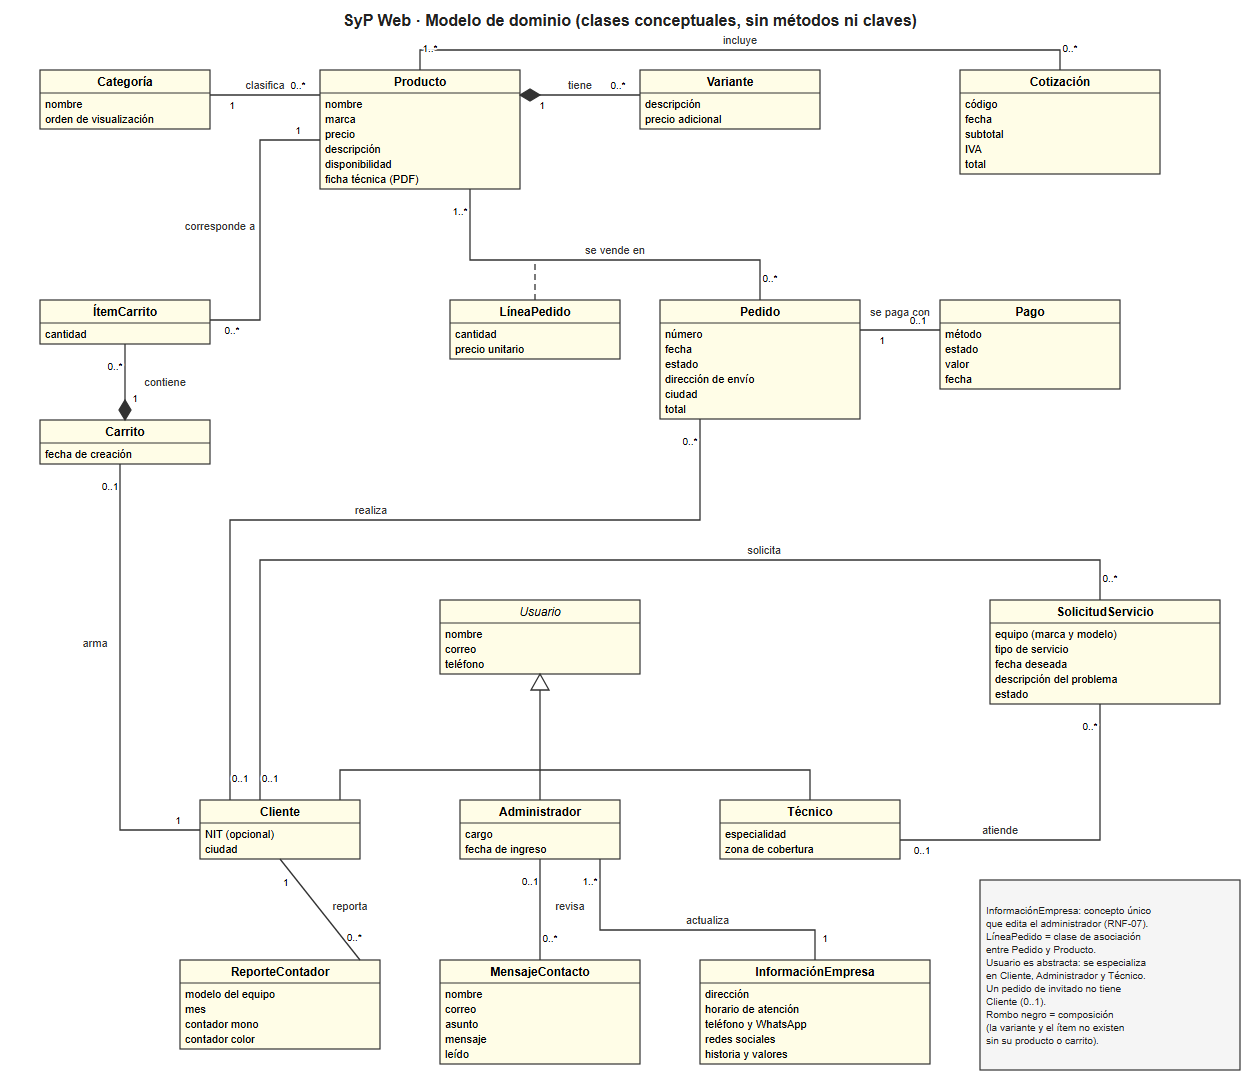 SyP Web · Modelo de dominio (clases conceptuales, sin métodos ni claves)
incluye
1..*
0..*
Categoría
nombre
orden de visualización
clasifica
0..*
1
Producto
nombre
marca
precio
descripción
disponibilidad
ficha técnica (PDF)
tiene
0..*
1
Variante
descripción
precio adicional
Cotización
código
fecha
subtotal
IVA
total
1
corresponde a
0..*
1..*
se vende en
0..*
ÍtemCarrito
cantidad
LíneaPedido
cantidad
precio unitario
Pedido
número
fecha
estado
dirección de envío
ciudad
total
se paga con
0..1
1
Pago
método
estado
valor
fecha
0..*
contiene
1
Carrito
fecha de creación
0..1
0..*
realiza
solicita
0..*
Usuario
nombre
correo
teléfono
SolicitudServicio
equipo (marca y modelo)
tipo de servicio
fecha deseada
descripción del problema
estado
arma
0..*
0..1
0..1
1
Cliente
NIT (opcional)
ciudad
Administrador
cargo
fecha de ingreso
Técnico
especialidad
zona de cobertura
atiende
0..1
1
reporta
0..*
0..1
revisa
0..*
1..*
actualiza
1
ReporteContador
modelo del equipo
mes
contador mono
contador color
MensajeContacto
nombre
correo
asunto
mensaje
leído
InformaciónEmpresa
dirección
horario de atención
teléfono y WhatsApp
redes sociales
historia y valores
InformaciónEmpresa: concepto único
que edita el administrador (RNF-07).
LíneaPedido = clase de asociación
entre Pedido y Producto.
Usuario es abstracta: se especializa
en Cliente, Administrador y Técnico.
Un pedido de invitado no tiene
Cliente (0..1).
Rombo negro = composición
(la variante y el ítem no existen
sin su producto o carrito).